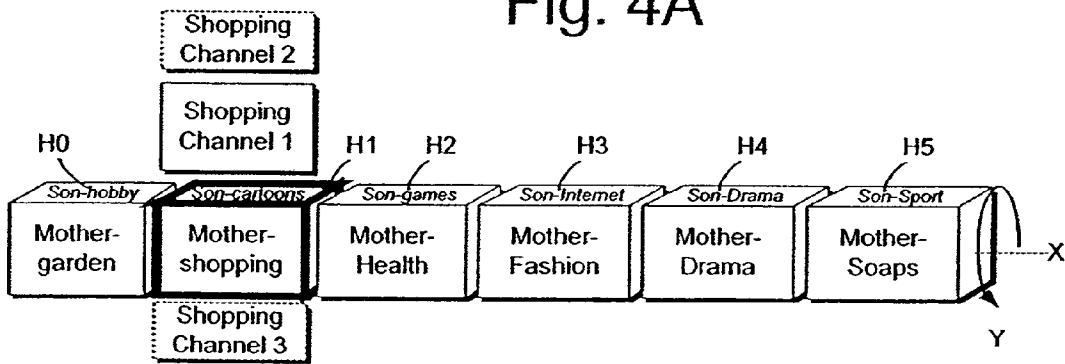 Fig. 4A
Shopping
Channel 2
Shopping
Channel 1
H0
H1
H2
H3
H4
H5
Son-hobby
Son-cartoons
Son-games
Son-Internet
Son-Drama
Son-Sport
Mother-
garden
Mother-
shopping
Mother-
Health
Mother-
Fashion
Mother-
Drama
Mother-
Soaps
X
Shopping
Channel 3
Y